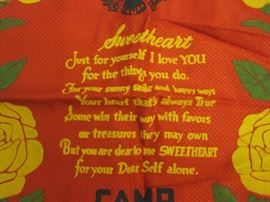 Sweetheart
Just for yourself I love YOU
for the things you do.
For your sunny smile and happy ways
Your heart that's always True
Some win their way with favors
or treasures they may own
But you are dear to me SWEETHEART
for your Dear Self alone.
CAMP